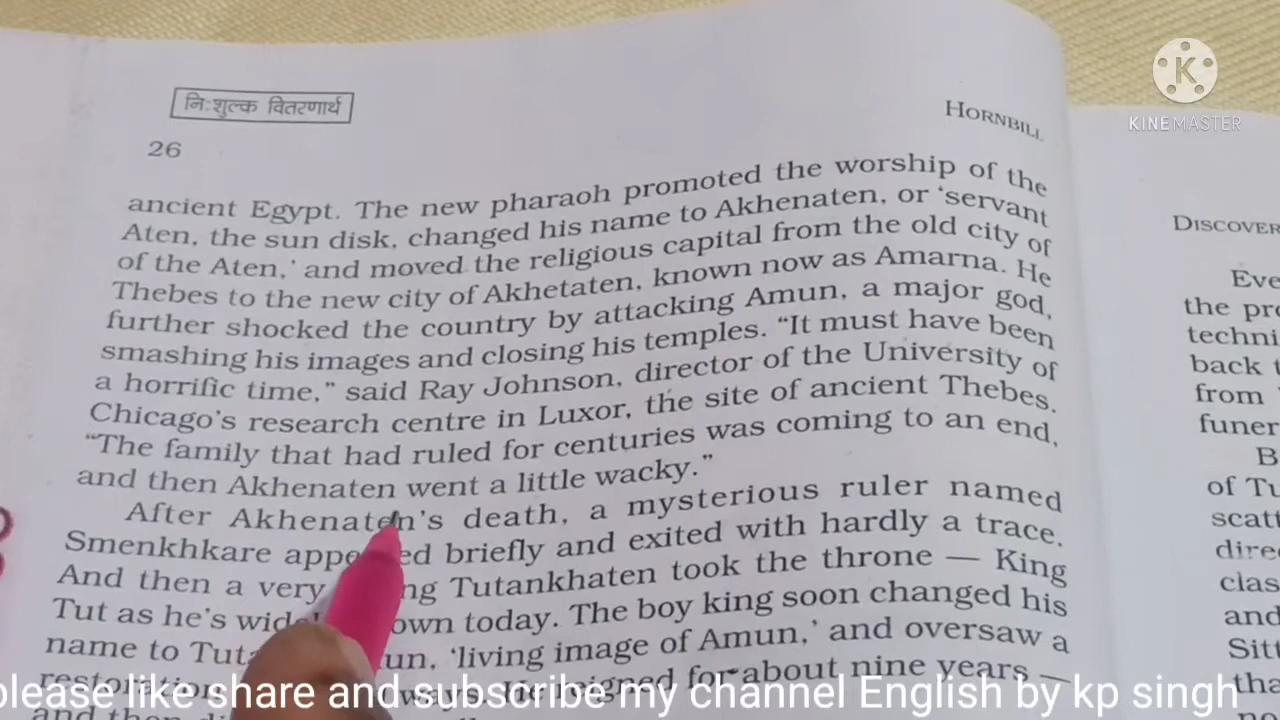 निःशुल्क वितरणार्थ
HORNBILL
26
ancient Egypt. The new pharaoh promoted the worship of the
Aten, the sun disk, changed his name to Akhenaten, or ‘servant
of the Aten,’ and moved the religious capital from the old city of
Thebes to the new city of Akhetaten, known now as Amarna. He
further shocked the country by attacking Amun, a major god,
smashing his images and closing his temples. “It must have been
a horrific time,” said Ray Johnson, director of the University of
Chicago’s research centre in Luxor, the site of ancient Thebes.
“The family that had ruled for centuries was coming to an end,
and then Akhenaten went a little wacky.”
After Akhenaten’s death, a mysterious ruler named
Smenkhkare appe ed briefly and exited with hardly a trace.
And then a very ng Tutankhaten took the throne — King
Tut as he’s wid own today. The boy king soon changed his
name to Tuta un, ‘living image of Amun,’ and oversaw a
restoration ways. He reigned for about nine years —
and then
DISCOVER
Eve
the pro
techni
back t
from
funer
B
of Tu
scatt
dire
clas
and
Sitt
tha
KINEMASTER
please like share and subscribe my channel English by kp singh